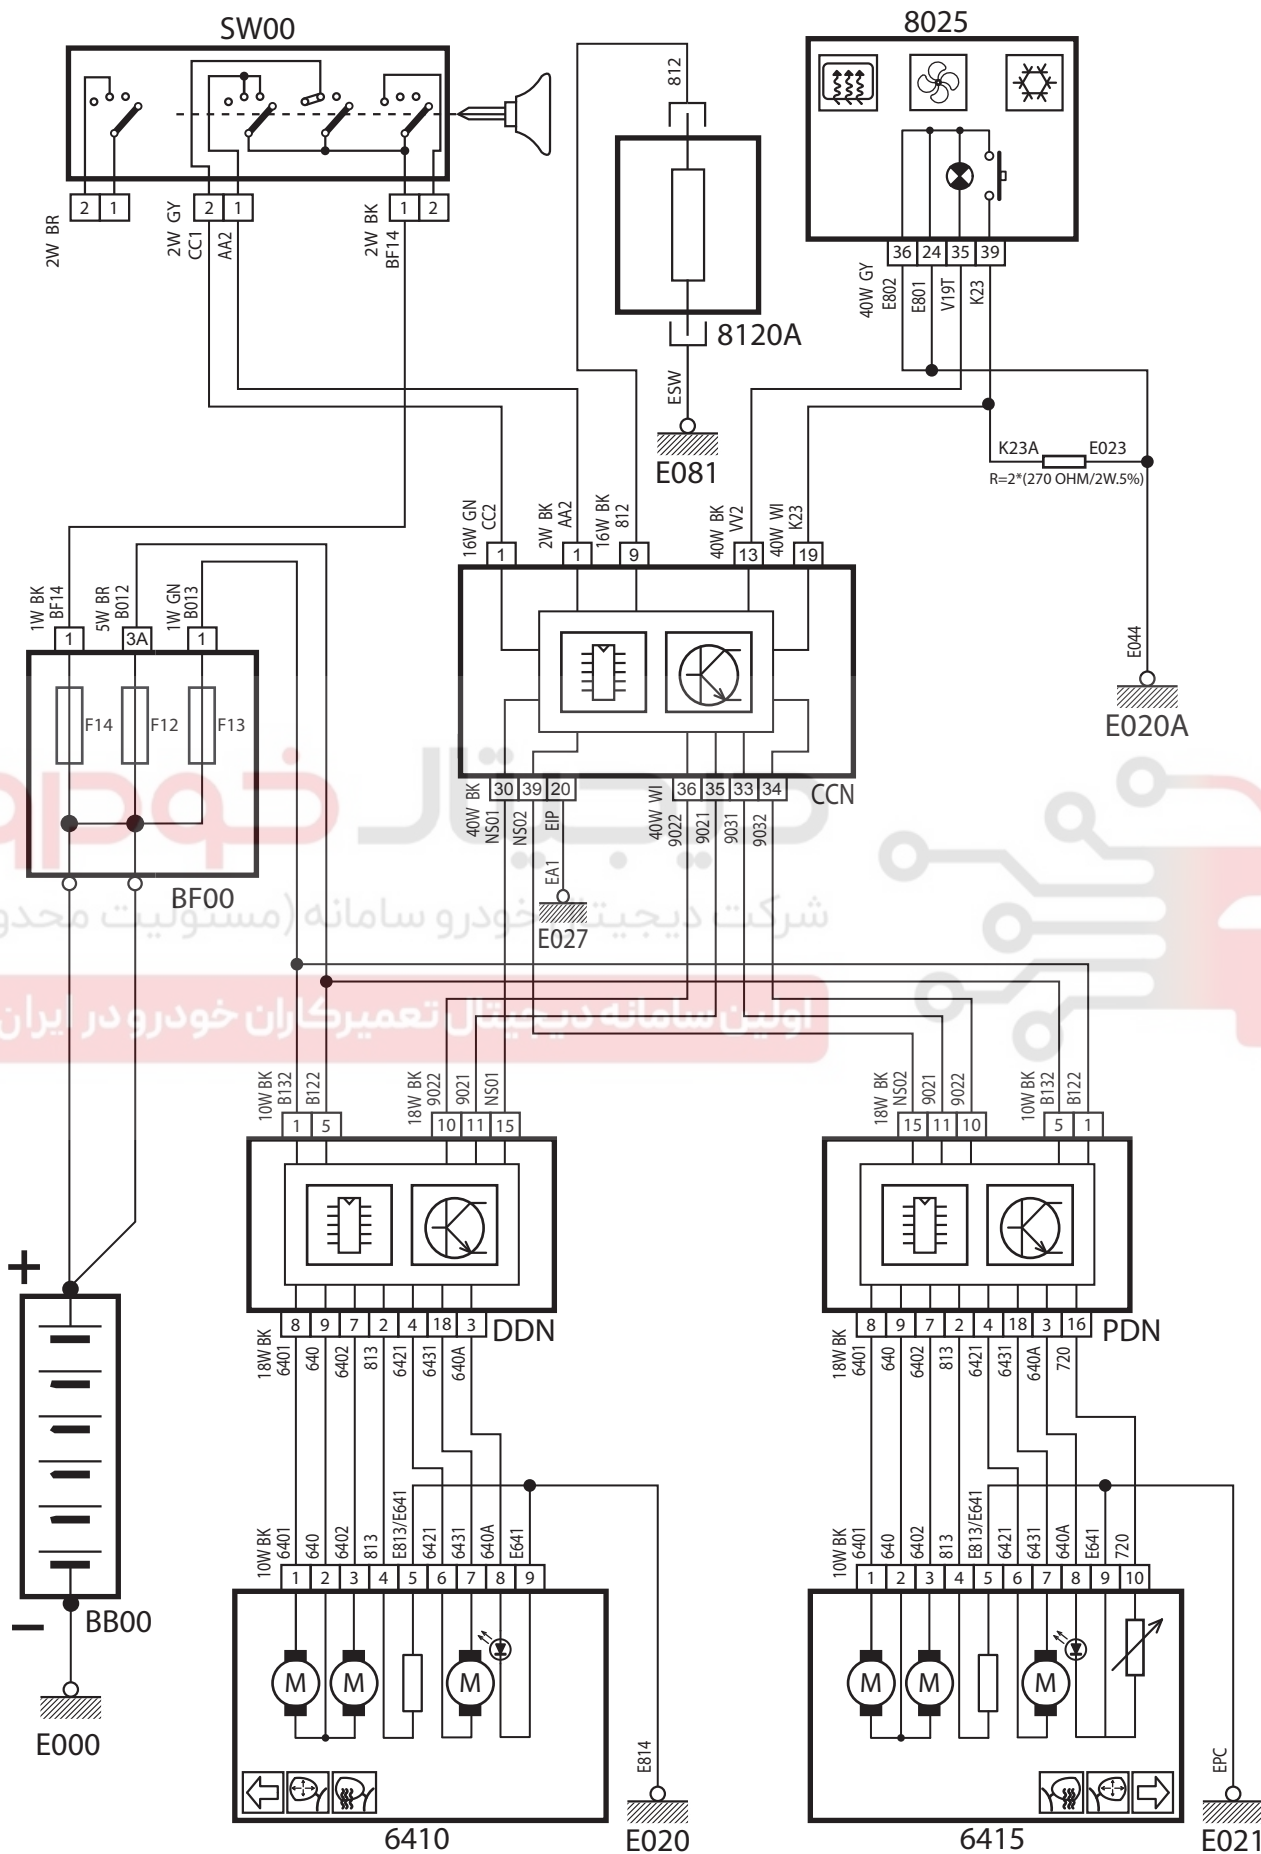 SW00
8025
812
2 1
2 1
1 2
2W BR
2W GY
CC1
AA2
2W BK
BF14
8120A
ESW
E081
36 24 35 39
40W GY
E802
E801
V19T
K23
K23A
E023
R=2*(270 OHM/2W.5%)
E044
E020A
16W GN
CC2
2W BK
AA2
16W BK
812
40W BK
VV2
40W WI
K23
1 1 9 13 19
1W BK
BF14
5W BR
B012
1W GN
B013
1 3A 1
F14 F12 F13
BF00
30 39 20 36 35 33 34
CCN
40W BK
NS01
NS02
EIP
EA1
40W WI
9022
9021
9031
9032
E027
دیجیتال خودرو
شرکت دیجیتال خودرو سامانه (مسئولیت محدو
اولین سامانه دیجیتال تعمیرکاران خودرو در ایران
10W BK
B132
B122
18W BK
9022
9021
NS01
18W BK
NS02
9021
9022
10W BK
B132
B122
1 5 10 11 15
15 11 10 5 1
8 9 7 2 4 18 3
DDN
8 9 7 2 4 18 3 16
PDN
18W BK
6401
640
6402
813
6421
6431
640A
18W BK
6401
640
6402
813
6421
6431
640A
720
+
−
BB00
E000
10W BK
6401
640
6402
813
E813/E641
6421
6431
640A
E641
10W BK
6401
640
6402
813
E813/E641
6421
6431
640A
E641
720
1 2 3 4 5 6 7 8 9
1 2 3 4 5 6 7 8 9 10
M M M
M M M
E814
EPC
6410
E020
6415
E021